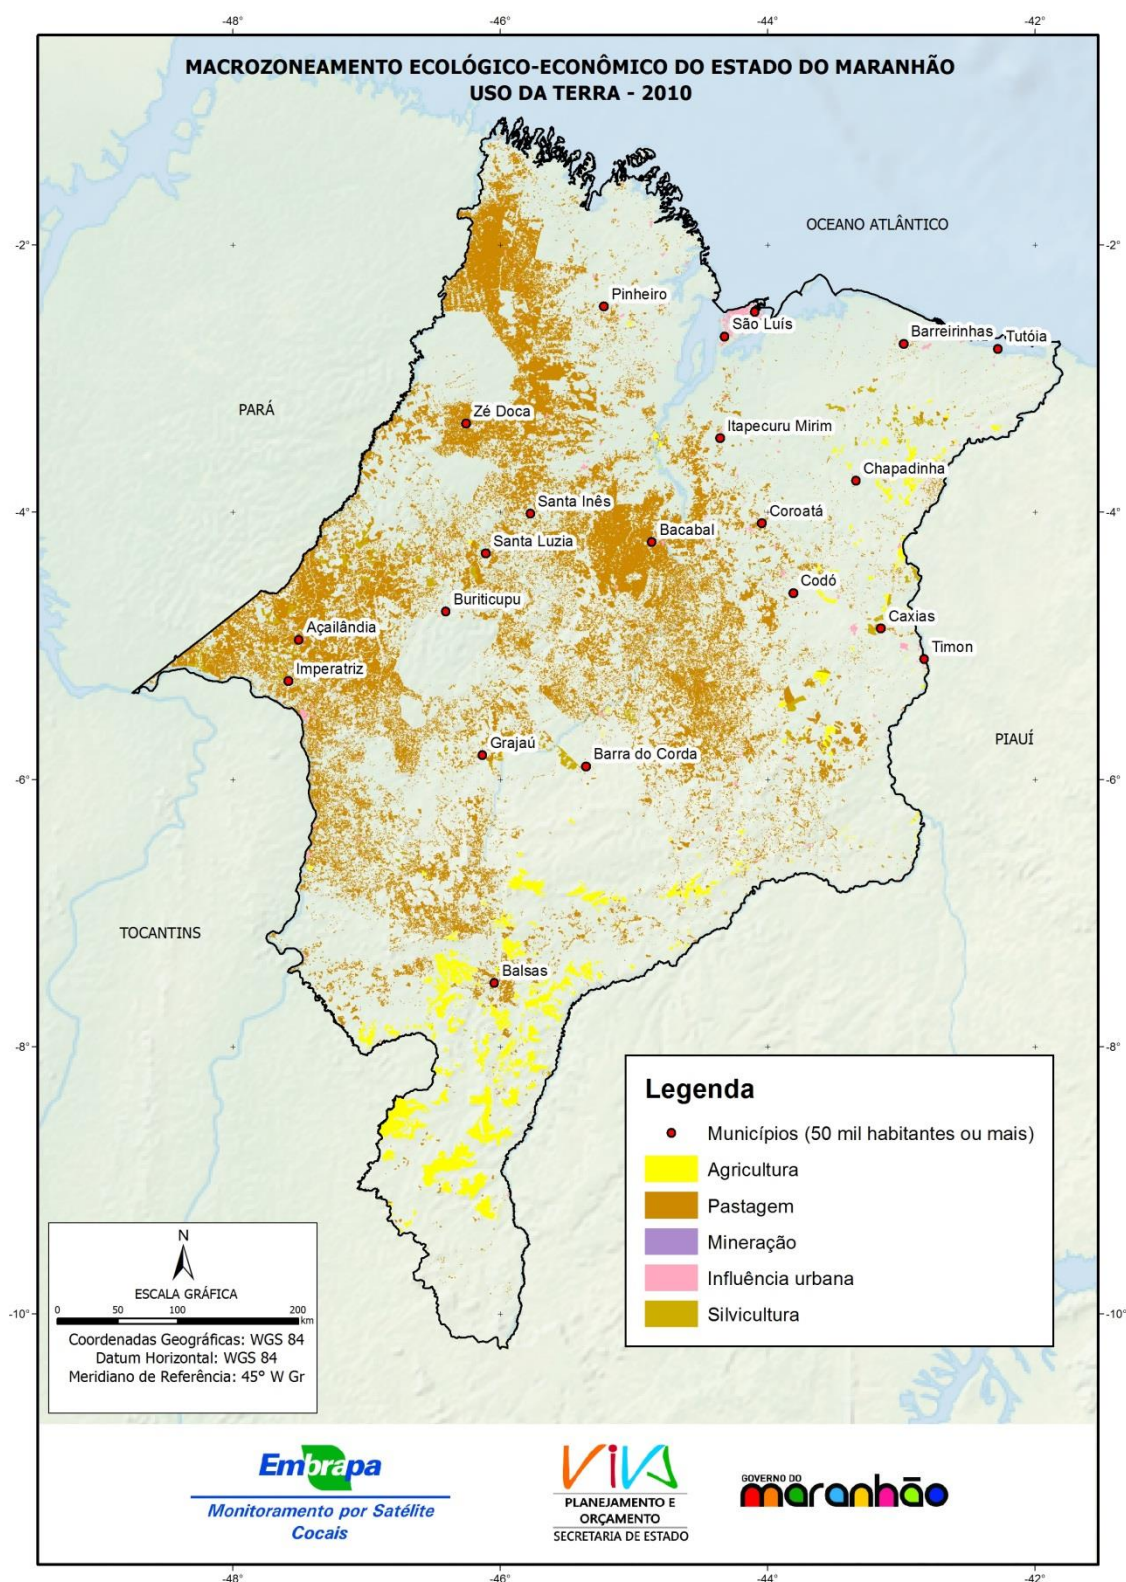 -48°
-46°
-44°
-42°
MACROZONEAMENTO ECOLÓGICO-ECONÔMICO DO ESTADO DO MARANHÃO
USO DA TERRA - 2010
OCEANO ATLÂNTICO
-2°
-2°
Pinheiro
São Luís
Barreirinhas
Tutóia
PARÁ
Zé Doca
Itapecuru Mirim
Chapadinha
Santa Inês
-4°
-4°
Coroatá
Bacabal
Santa Luzia
Codó
Buriticupu
Caxias
Açailândia
Timon
Imperatriz
PIAUÍ
Grajaú
Barra do Corda
-6°
-6°
TOCANTINS
Balsas
-8°
-8°
Legenda
Municípios (50 mil habitantes ou mais)
Agricultura
Pastagem
Mineração
Influência urbana
Silvicultura
N
ESCALA GRÁFICA
0 50 100 200
km
Coordenadas Geográficas: WGS 84
Datum Horizontal: WGS 84
Meridiano de Referência: 45° W Gr
-10°
-10°
Embrapa
Monitoramento por Satélite
Cocais
VIVA
PLANEJAMENTO E
ORÇAMENTO
SECRETARIA DE ESTADO
GOVERNO DO
maranhão
-48°
-46°
-44°
-42°